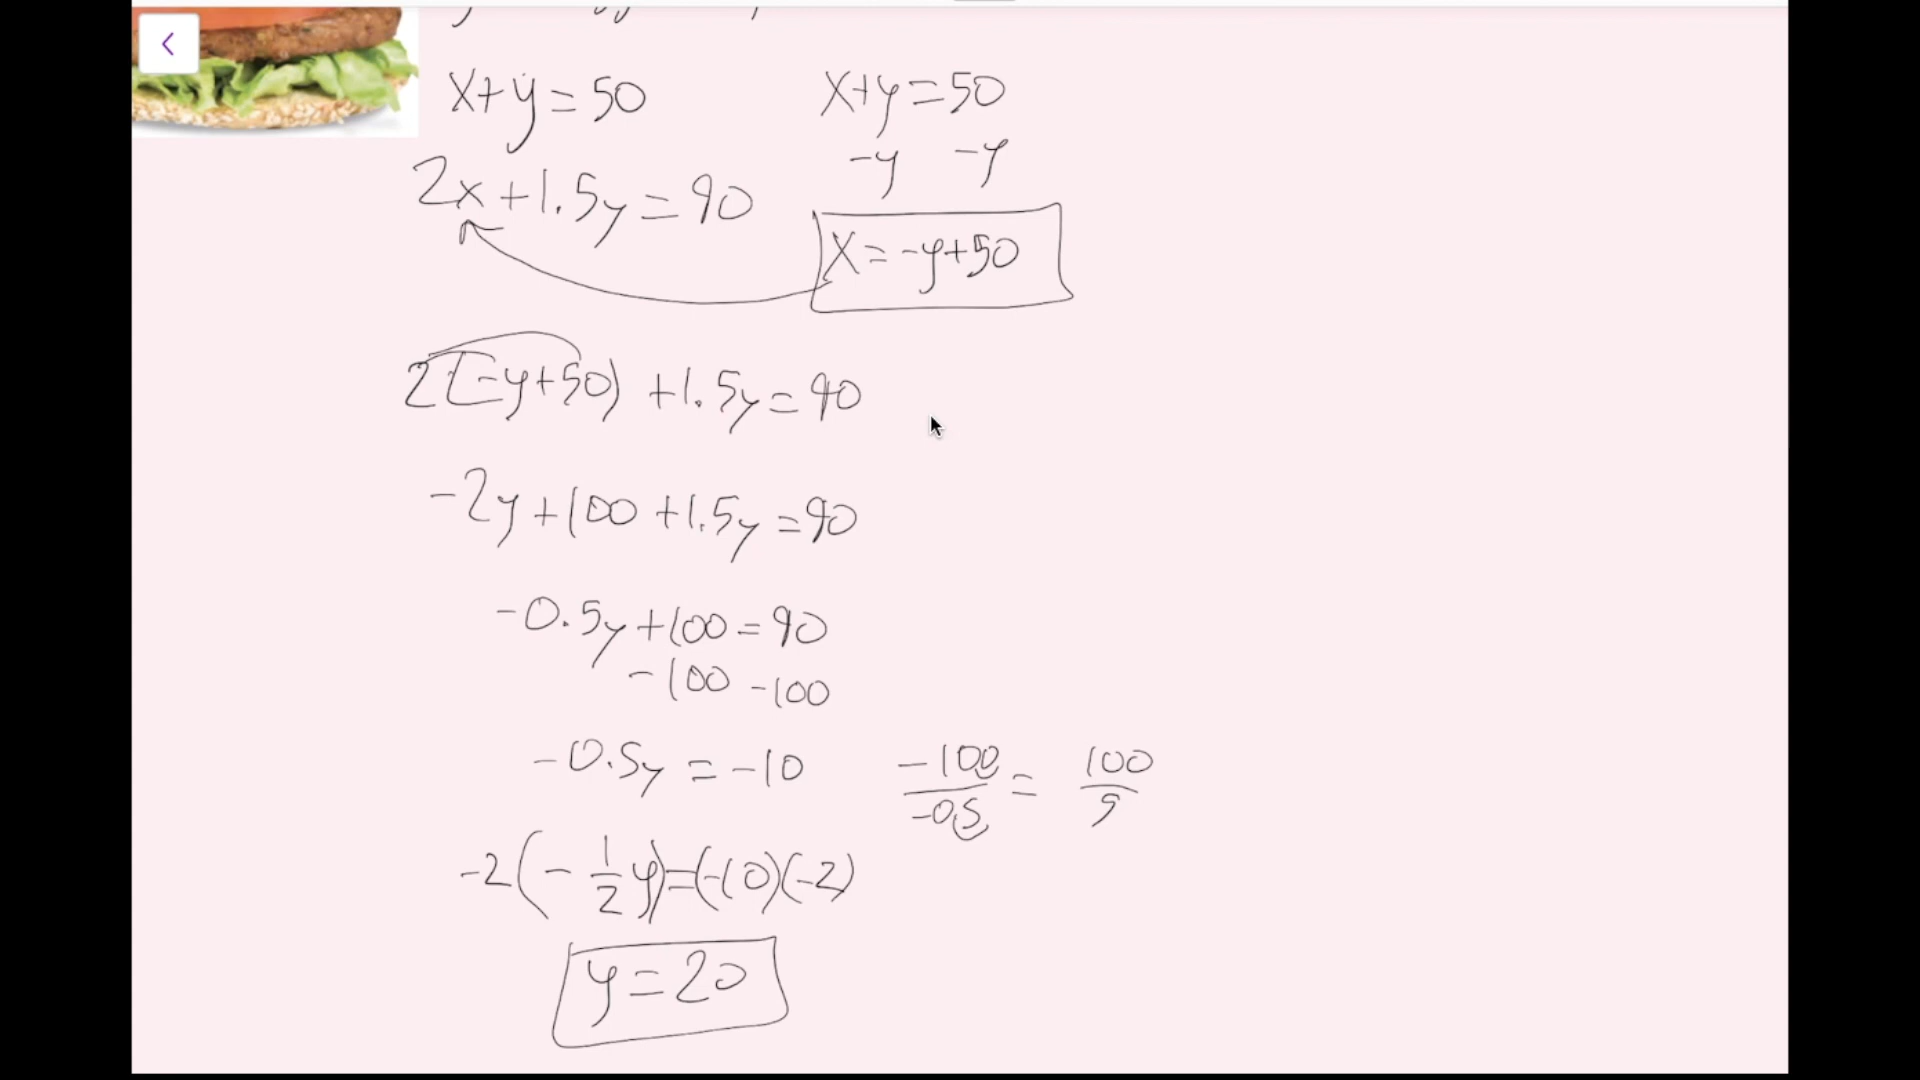 x+y=50
2x+1.5y=90
x+y=50
-y -y
x=-y+50
2(-y+50)+1.5y=90
-2y+100+1.5y=90
-0.5y+100=90
-100 -100
-0.5y=-10
-100/-0.5 = 100/5
-2(-1/2y)=(-10)(-2)
y=20